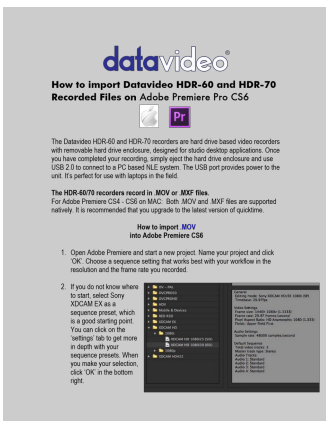 datavideo®
How to import Datavideo HDR-60 and HDR-70
Recorded Files on Adobe Premiere Pro CS6
Pr
The Datavideo HDR-60 and HDR-70 recorders are hard drive based video recorders
with removable hard drive enclosure, designed for studio desktop applications. Once
you have completed your recording, simply eject the hard drive enclosure and use
USB 2.0 to connect to a PC based NLE system. The USB port provides power to the
unit. It's perfect for use with laptops in the field.
The HDR-60/70 recorders record in .MOV or .MXF files.
For Adobe Premiere CS4 - CS6 on MAC: Both .MOV and .MXF files are supported
natively. It is recommended that you upgrade to the latest version of quicktime.
How to import .MOV
into Adobe Premiere CS6
1. Open Adobe Premiere and start a new project. Name your project and click
'OK'. Choose a sequence setting that works best with your workflow in the
resolution and the frame rate you recorded.
2. If you do not know where
to start, select Sony
XDCAM EX as a
sequence preset, which
is a good starting point.
You can click on the
'settings' tab to get more
in depth with your
sequence presets. When
you make your selection,
click 'OK' in the bottom
right.
General
Video Settings
Audio Settings
Default Sequence